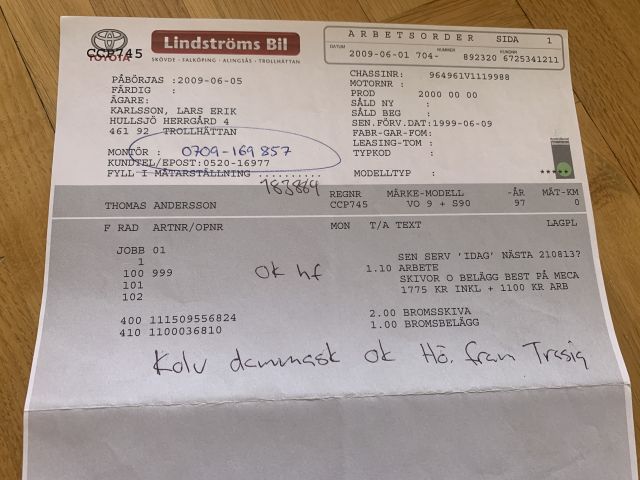 TOYOTA
CCP745
Lindströms Bil
SKÖVDE - FALKÖPING - ALINGSÅS - TROLLHÄTTAN
ARBETSORDER SIDA 1
DATUM NUMMER KUNDNR
2009-06-01 704- 892320 6725341211
PÅBÖRJAS :2009-06-05
FÄRDIG :
ÄGARE:
KARLSSON, LARS ERIK
HULLSJÖ HERRGÅRD 4
461 92 TROLLHÄTTAN
MONTÖR : 0709-169 857
KUNDTEL/EPOST:0520-16977
FYLL I MÄTARSTÄLLNING ..........
183884
CHASSINR: 964961V1119988
MOTORNR :
PROD 2000 00 00
SÅLD NY :
SÅLD BEG :
SEN.FÖRV.DAT:1999-06-09
FABR-GAR-FOM:
LEASING-TOM :
TYPKOD :
MODELLTYP : *****
REGNR MÄRKE-MODELL -ÅR MÄT-KM
THOMAS ANDERSSON CCP745 VO 9 + S90 97 0
F RAD ARTNR/OPNR MON T/A TEXT LAGPL
JOBB 01
1 SEN SERV 'IDAG' NÄSTA 210813?
100 999 ok hf 1.10 ARBETE
101 SKIVOR O BELÄGG BEST PÅ MECA
102 1775 KR INKL + 1100 KR ARB
400 111509556824 2.00 BROMSSKIVA
410 1100036810 1.00 BROMSBELÄGG
Kolv dammask ok Hö. fram Trasig